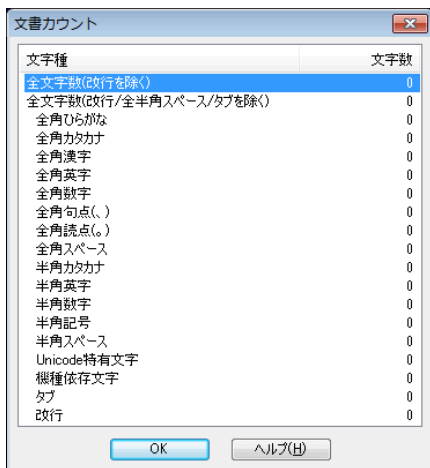 文書カウント
文字種 文字数
全文字数(改行を除く) 0
全文字数(改行/全半角スペース/タブを除く) 0
全角ひらがな 0
全角カタカナ 0
全角漢字 0
全角英字 0
全角数字 0
全角句点(、) 0
全角読点(。) 0
全角スペース 0
半角カタカナ 0
半角英字 0
半角数字 0
半角記号 0
半角スペース 0
Unicode特有文字 0
機種依存文字 0
タブ 0
改行 0
OK ヘルプ(H)